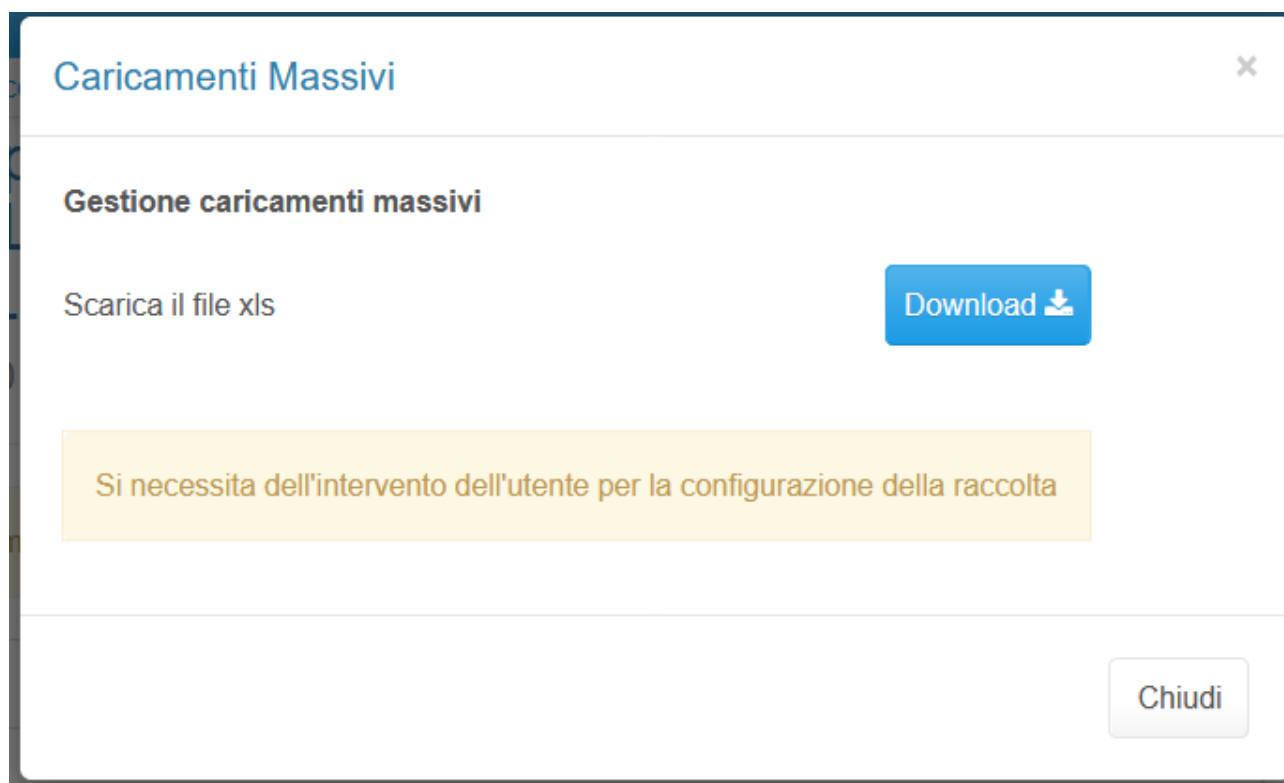 Caricamenti Massivi
×
Gestione caricamenti massivi
Scarica il file xls
Download
Si necessita dell'intervento dell'utente per la configurazione della raccolta
Chiudi